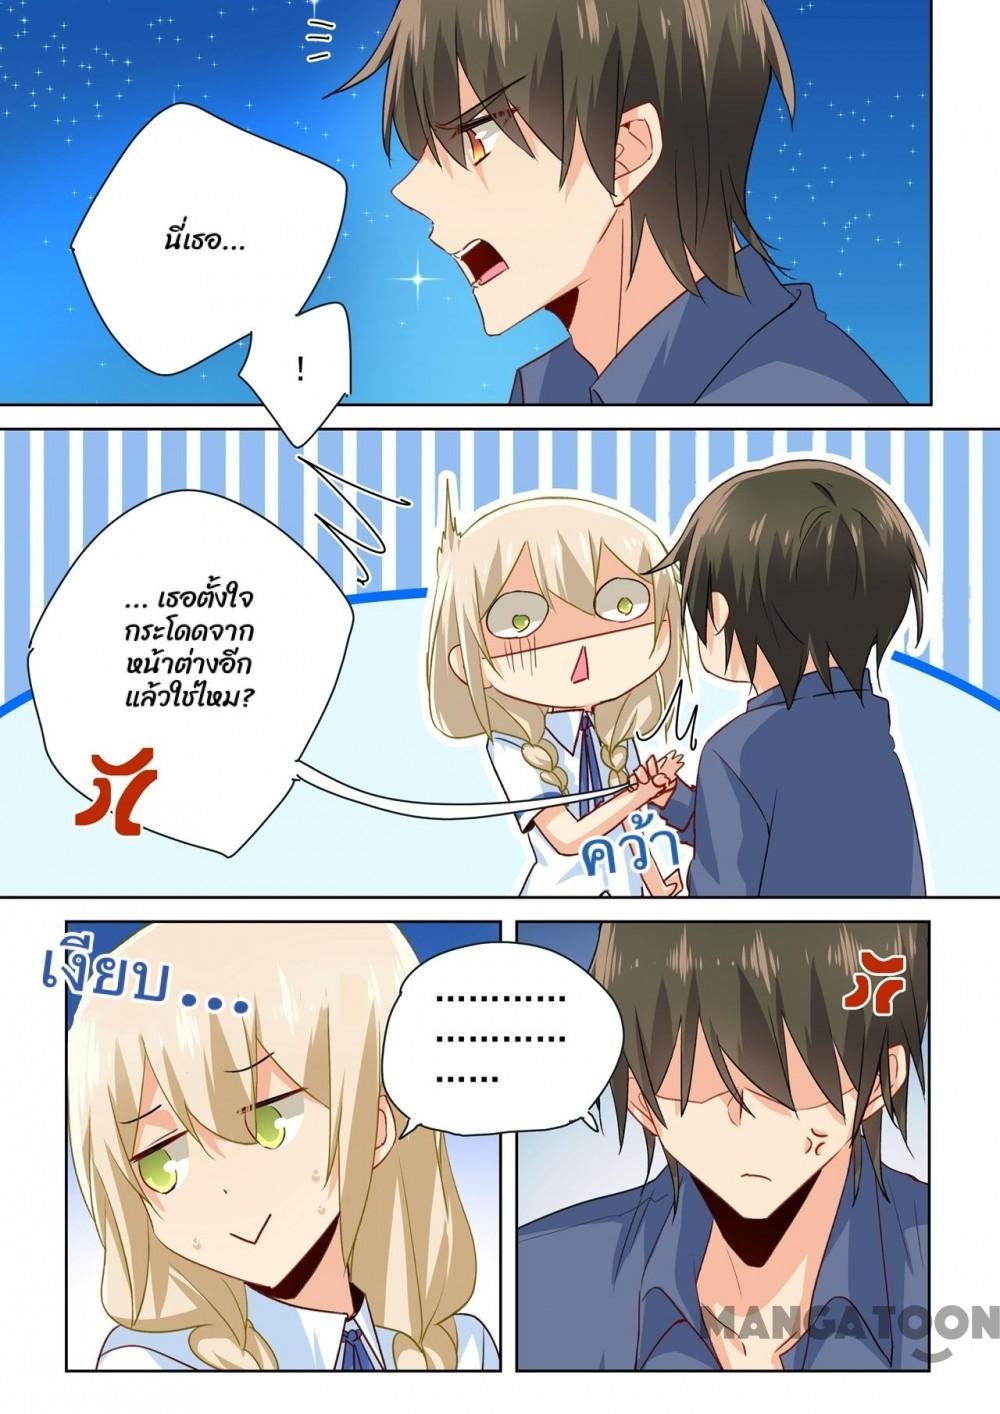 นี่เธอ...
!
... เธอตั้งใจ
กระโดดจาก
หน้าต่างอีก
แล้วใช่ไหม?
คว้า
เงียบ...
............
............
......
MANGATOON